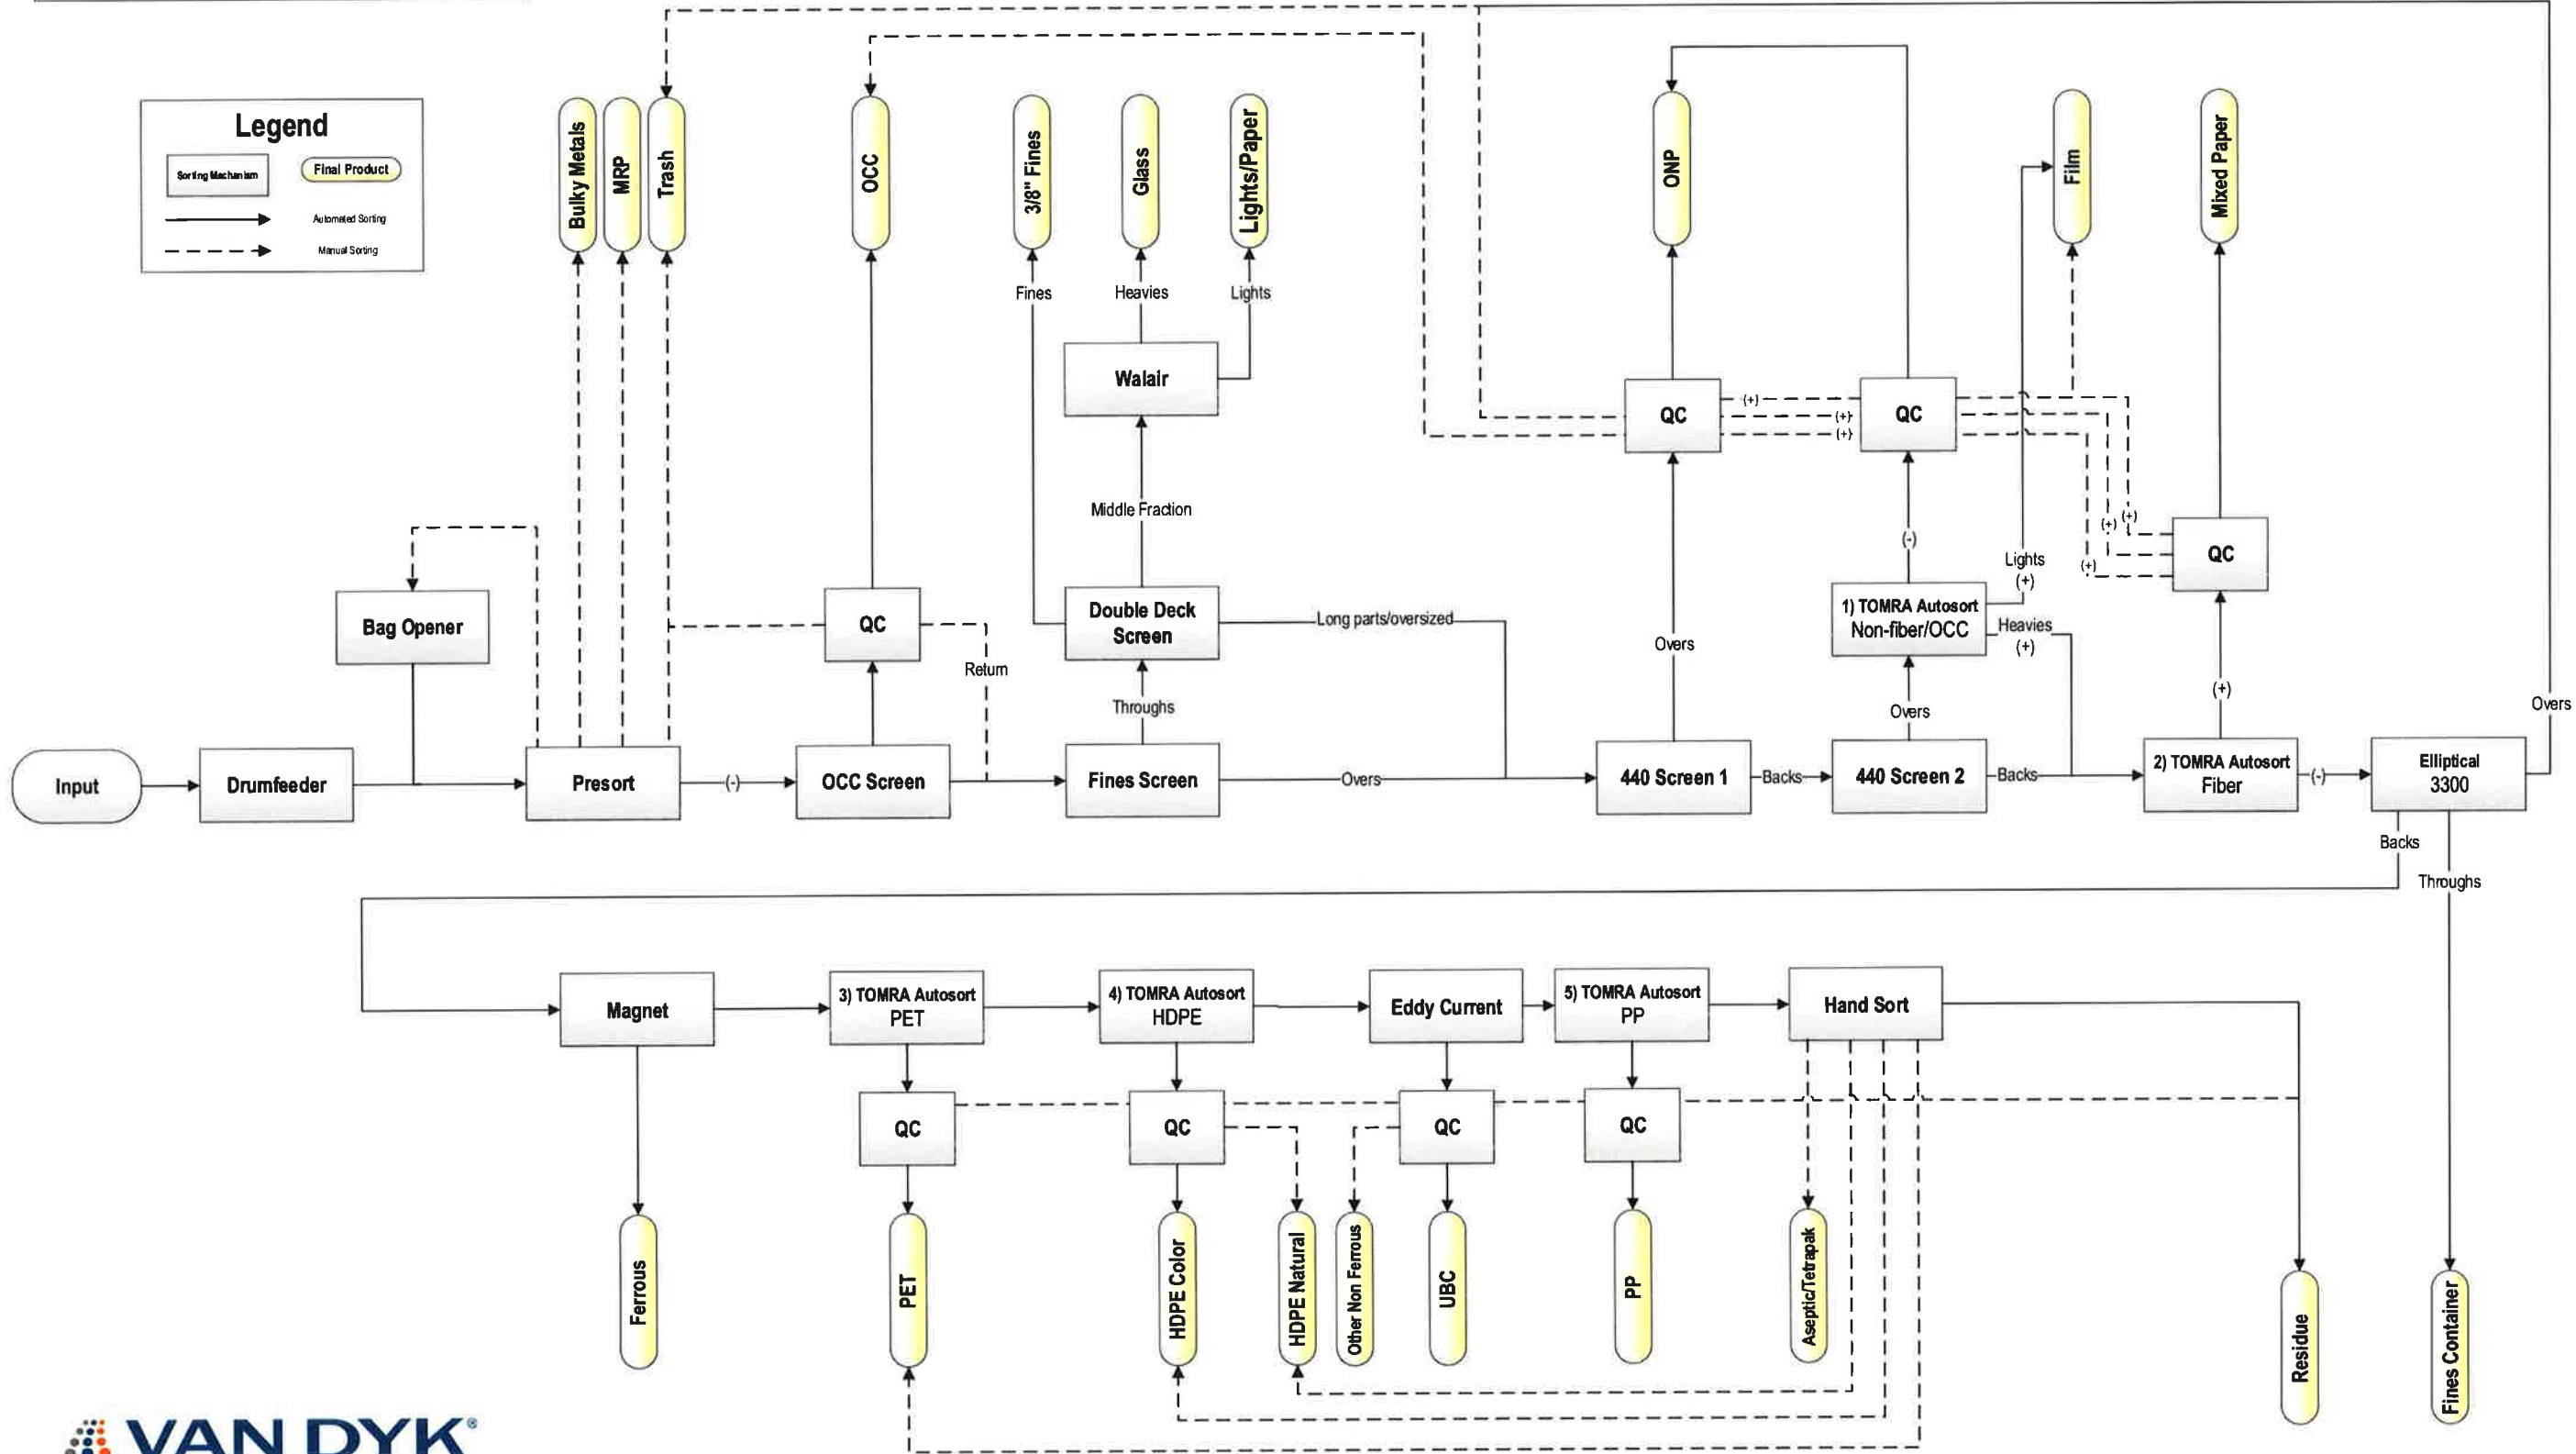 Legend
Sorting Machanism
Final Product
Automated Sorting
Manual Sorting
Bulky Metals
MRP
Trash
OCC
3/8" Fines
Glass
Lights/Paper
ONP
Film
Mixed Paper
Fines
Heavies
Lights
Walair
QC
QC
(+)
(+)
(+)
Middle Fraction
(-)
Lights
(+)
(+)
(+)
(+)
QC
Bag Opener
QC
Return
Double Deck
Screen
Long parts/oversized
Overs
1) TOMRA Autosort
Non-fiber/OCC
Heavies
(+)
Throughs
Overs
(+)
Overs
Input
Drumfeeder
Presort
(-)
OCC Screen
Fines Screen
Overs
440 Screen 1
Backs
440 Screen 2
Backs
2) TOMRA Autosort
Fiber
(-)
Elliptical
3300
Backs
Throughs
Magnet
3) TOMRA Autosort
PET
4) TOMRA Autosort
HDPE
Eddy Current
5) TOMRA Autosort
PP
Hand Sort
QC
QC
QC
QC
Ferrous
PET
HDPE Color
HDPE Natural
Other Non Ferrous
UBC
PP
Aseptic/Tetrapak
Residue
Fines Container
VAN DYK®